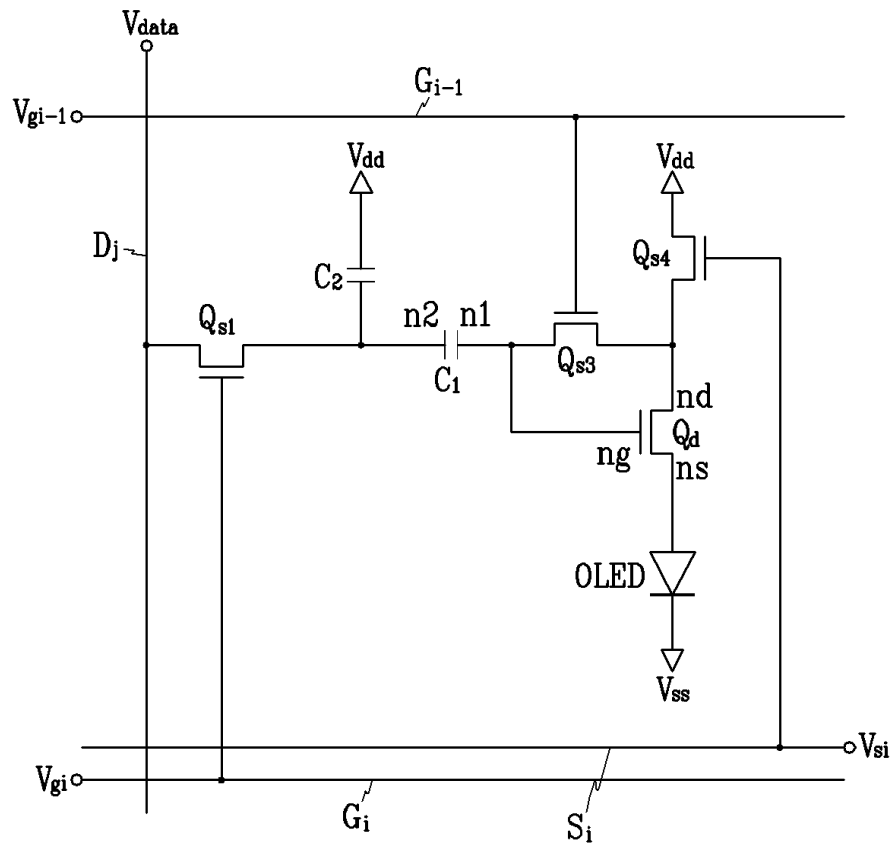 Vdata
Gi-1
Vgi-1
Vdd
Vdd
Dj
Qs4
C2
Qs1
n2 n1
C1
Qs3
nd
Qd
ng
ns
OLED
Vss
Vsi
Vgi
Gi
Si